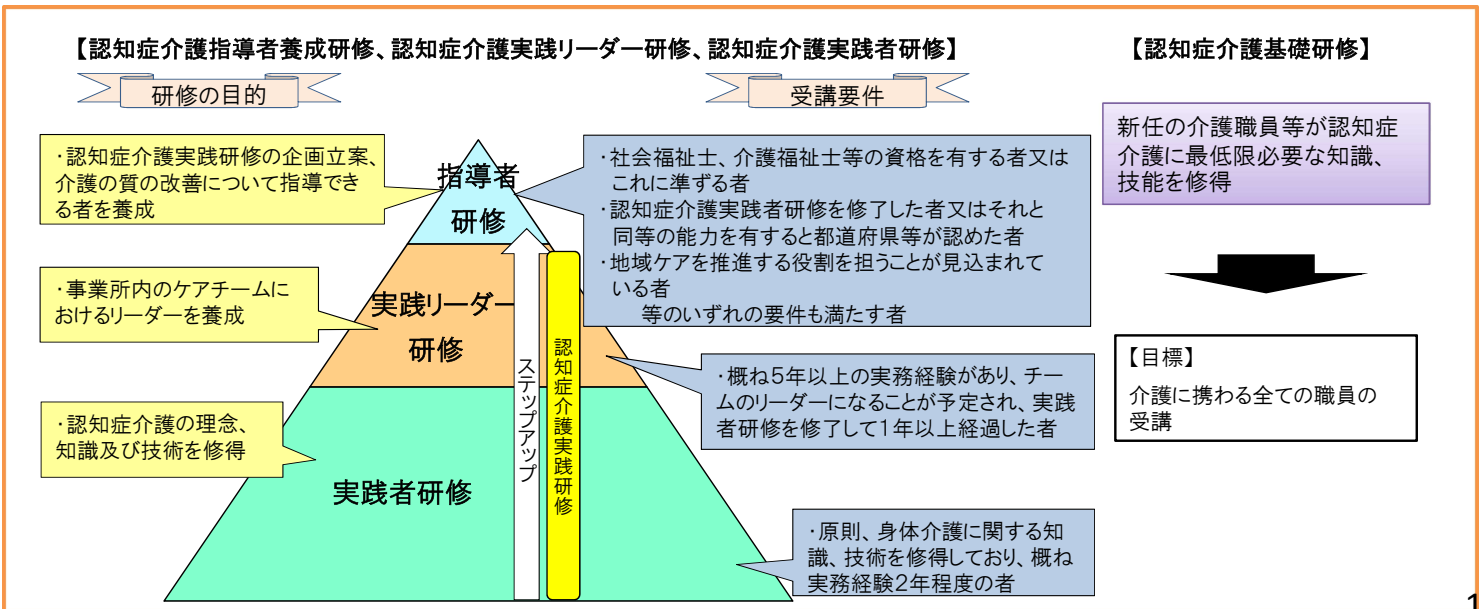 【認知症介護指導者養成研修、認知症介護実践リーダー研修、認知症介護実践者研修】
【認知症介護基礎研修】
研修の目的
受講要件
・認知症介護実践研修の企画立案、
介護の質の改善について指導でき
る者を養成
指導者
研修
・社会福祉士、介護福祉士等の資格を有する者又は
これに準ずる者
・認知症介護実践者研修を修了した者又はそれと
同等の能力を有すると都道府県等が認めた者
・地域ケアを推進する役割を担うことが見込まれて
いる者
等のいずれの要件も満たす者
新任の介護職員等が認知症
介護に最低限必要な知識、
技能を修得
・事業所内のケアチームに
おけるリーダーを養成
実践リーダー
研修
・概ね5年以上の実務経験があり、チー
ムのリーダーになることが予定され、実践
者研修を修了して1年以上経過した者
【目標】
介護に携わる全ての職員の
受講
・認知症介護の理念、
知識及び技術を修得
実践者研修
ステップアップ
認知症介護実践研修
・原則、身体介護に関する知
識、技術を修得しており、概ね
実務経験2年程度の者
1